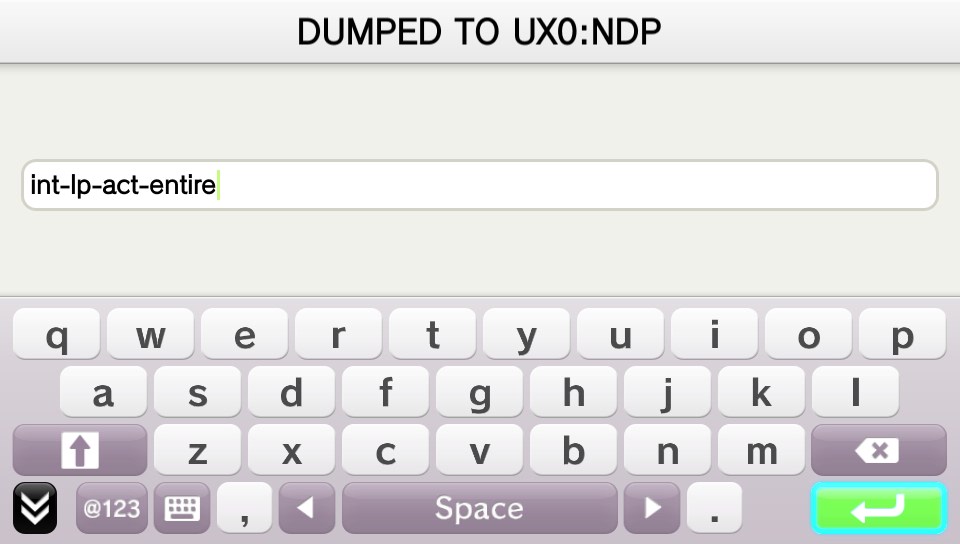 DUMPED TO UX0:NDP
int-lp-act-entire
q w e r t y u i o p
a s d f g h j k l
z x c v b n m
@123 , Space .